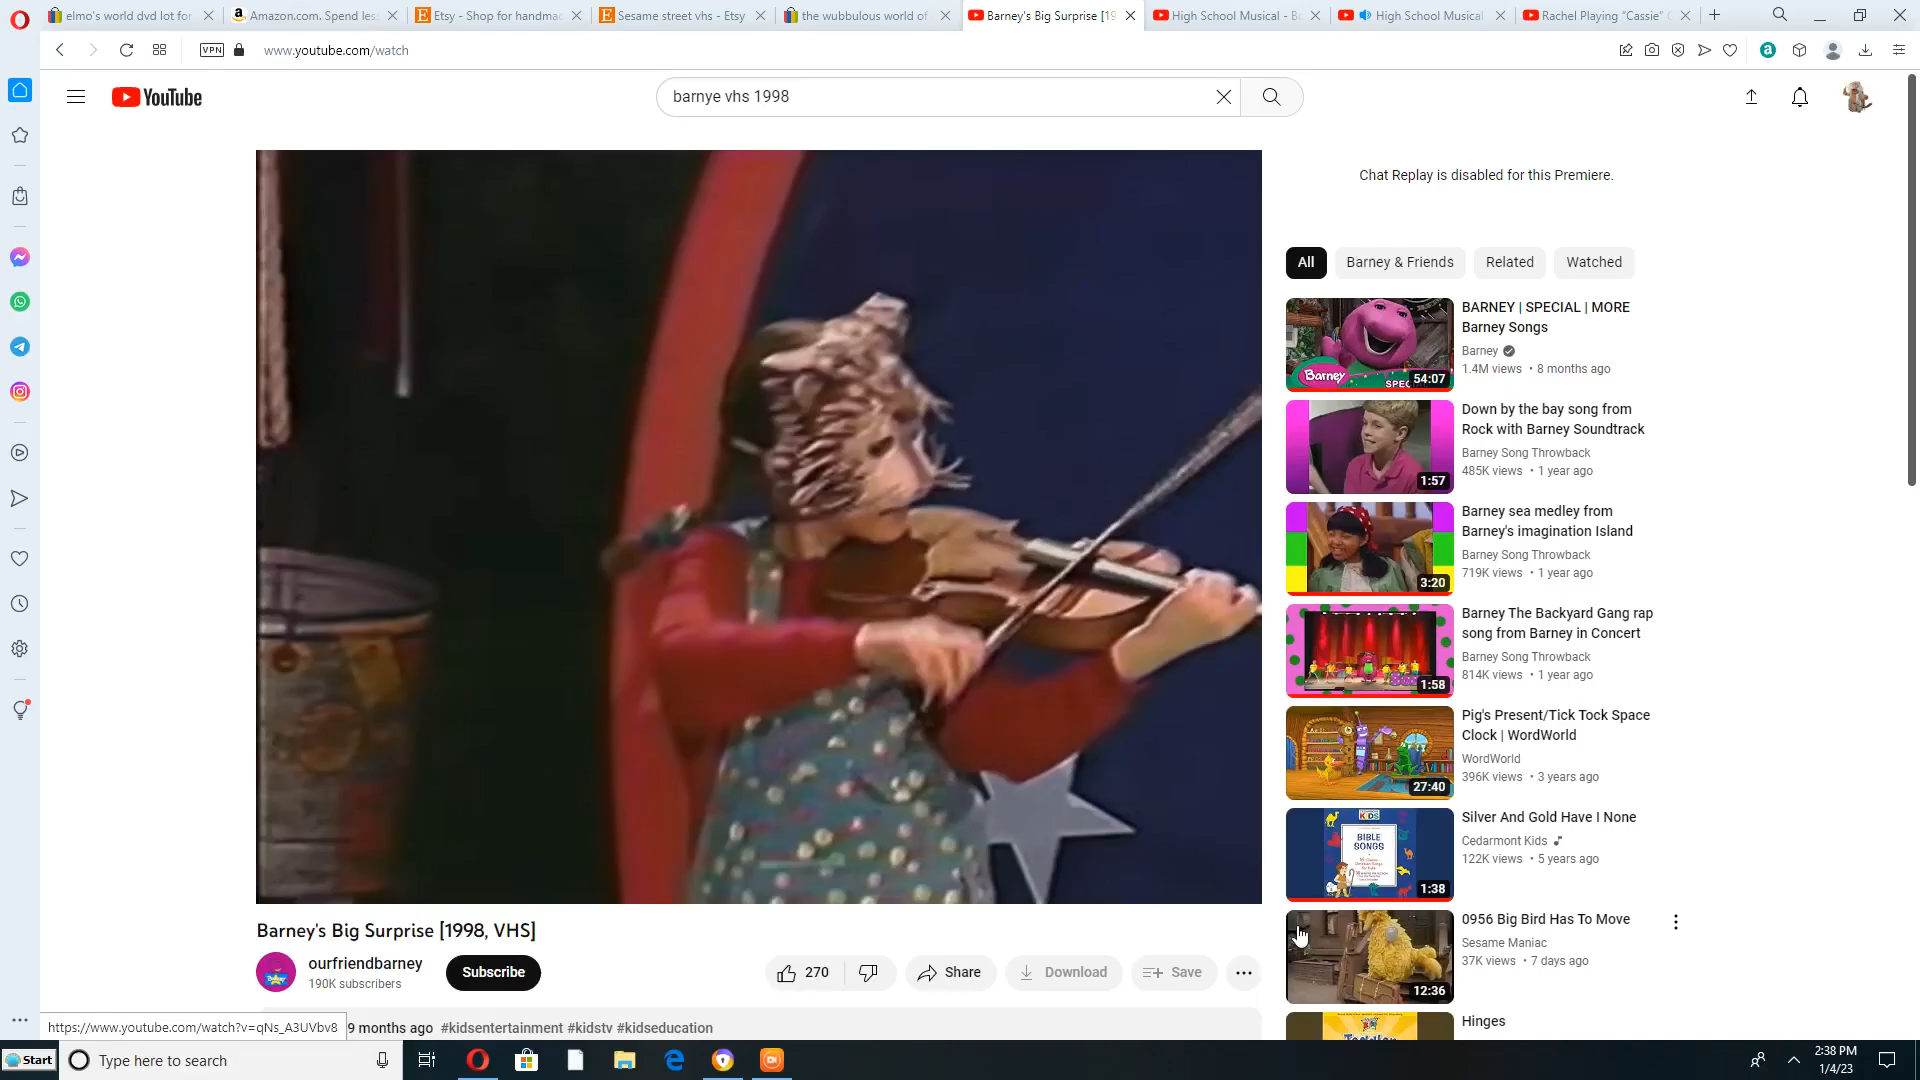 elmo's world dvd lot for
Amazon.com. Spend les
Etsy - Shop for handmad
Sesame street vhs - Etsy
the wubbulous world of
Barney's Big Surprise [19
High School Musical - Bo
High School Musical
Rachel Playing "Cassie"
VPN
www.youtube.com/watch
YouTube
barnye vhs 1998
Chat Replay is disabled for this Premiere.
All
Barney & Friends
Related
Watched
BARNEY | SPECIAL | MORE
Barney Songs
Barney
1.4M views • 8 months ago
Barney
SPEC
54:07
Down by the bay song from
Rock with Barney Soundtrack
Barney Song Throwback
485K views • 1 year ago
1:57
Barney sea medley from
Barney's imagination Island
Barney Song Throwback
719K views • 1 year ago
3:20
Barney The Backyard Gang rap
song from Barney in Concert
Barney Song Throwback
814K views • 1 year ago
1:58
Pig's Present/Tick Tock Space
Clock | WordWorld
WordWorld
396K views • 3 years ago
27:40
Silver And Gold Have I None
Cedarmont Kids
122K views • 5 years ago
KIDS
BIBLE
SONGS
1:38
0956 Big Bird Has To Move
Sesame Maniac
37K views • 7 days ago
12:36
Hinges
Toddler
Barney's Big Surprise [1998, VHS]
ourfriendbarney
190K subscribers
Subscribe
270
Share
Download
Save
https://www.youtube.com/watch?v=qNs_A3UVbv8
9 months ago #kidsentertainment #kidstv #kidseducation
Start
Type here to search
2:38 PM
1/4/23